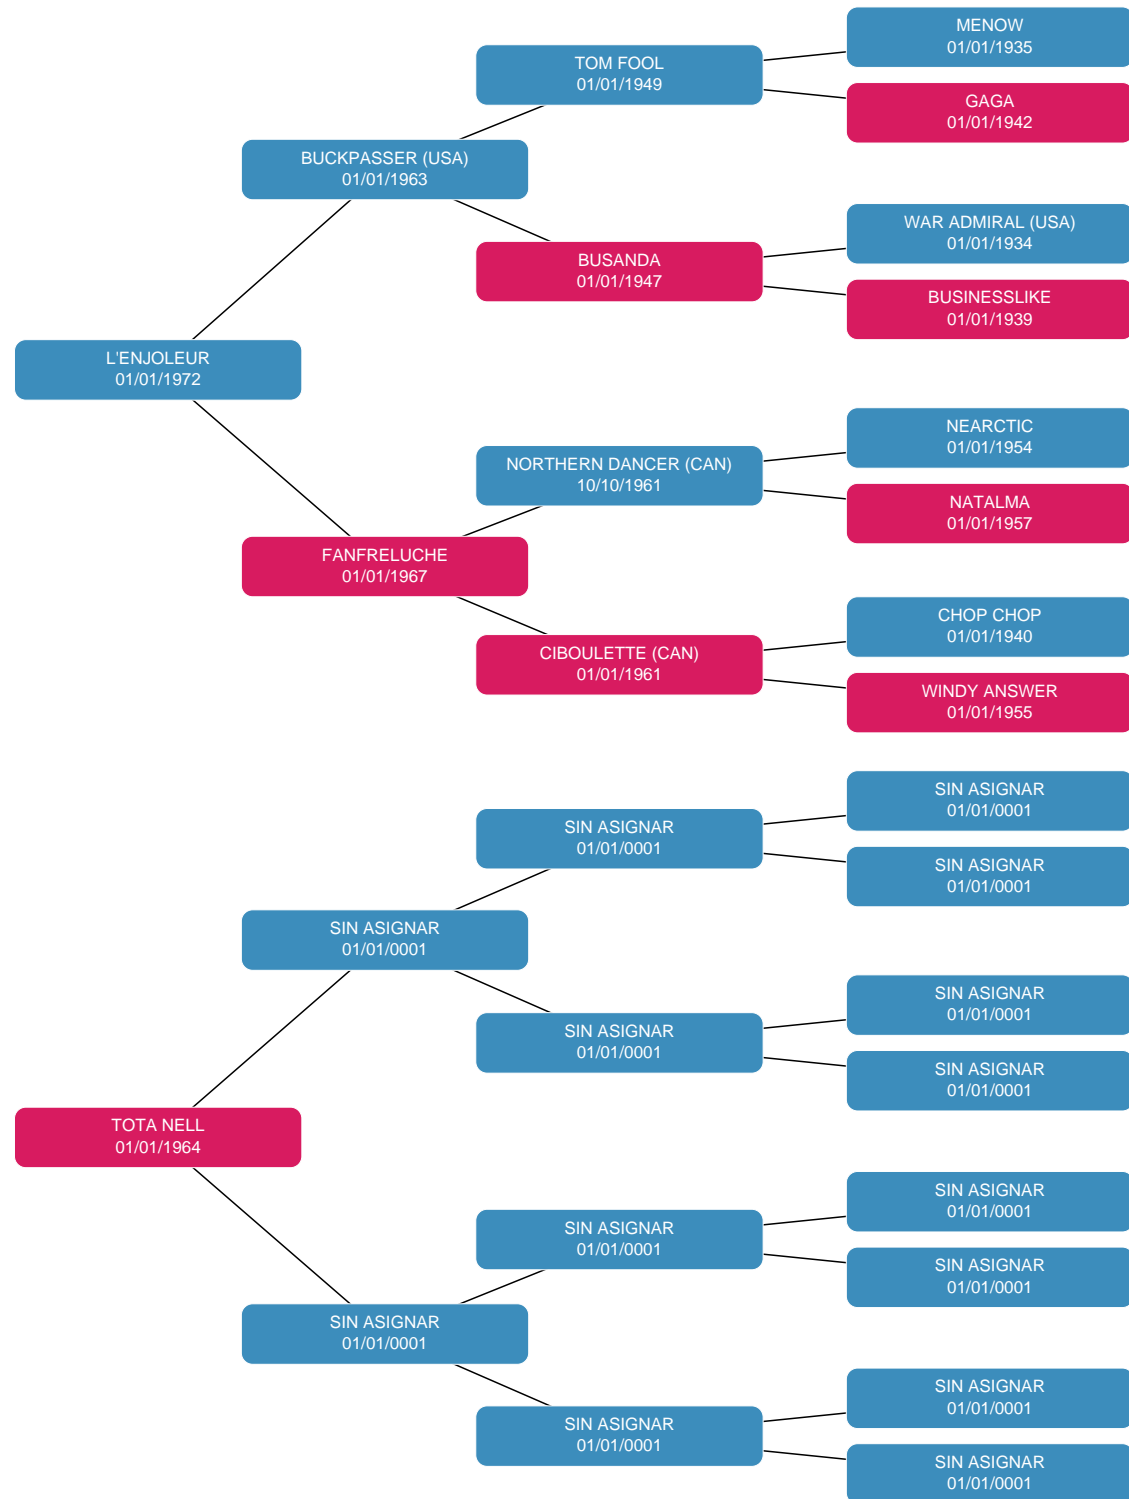 MENOW
01/01/1935
TOM FOOL
01/01/1949
GAGA
01/01/1942
BUCKPASSER (USA)
01/01/1963
WAR ADMIRAL (USA)
01/01/1934
BUSANDA
01/01/1947
BUSINESSLIKE
01/01/1939
L'ENJOLEUR
01/01/1972
NEARCTIC
01/01/1954
NORTHERN DANCER (CAN)
10/10/1961
NATALMA
01/01/1957
FANFRELUCHE
01/01/1967
CHOP CHOP
01/01/1940
CIBOULETTE (CAN)
01/01/1961
WINDY ANSWER
01/01/1955
SIN ASIGNAR
01/01/0001
SIN ASIGNAR
01/01/0001
SIN ASIGNAR
01/01/0001
SIN ASIGNAR
01/01/0001
SIN ASIGNAR
01/01/0001
SIN ASIGNAR
01/01/0001
SIN ASIGNAR
01/01/0001
TOTA NELL
01/01/1964
SIN ASIGNAR
01/01/0001
SIN ASIGNAR
01/01/0001
SIN ASIGNAR
01/01/0001
SIN ASIGNAR
01/01/0001
SIN ASIGNAR
01/01/0001
SIN ASIGNAR
01/01/0001
SIN ASIGNAR
01/01/0001